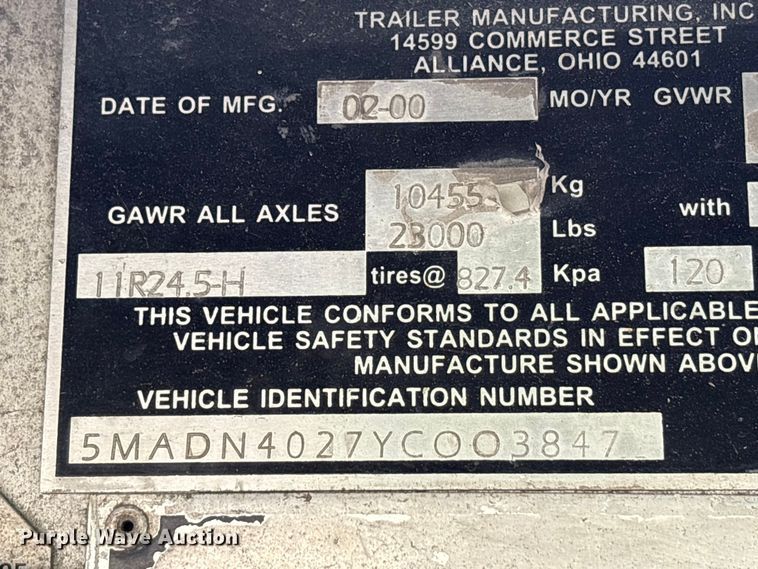 TRAILER MANUFACTURING, INC
14599 COMMERCE STREET
ALLIANCE, OHIO 44601
DATE OF MFG. 02-00 MO/YR GVWR
10455 Kg
GAWR ALL AXLES with
23000 Lbs
11R24.5-H tires@ 827.4 Kpa 120
THIS VEHICLE CONFORMS TO ALL APPLICABLE
VEHICLE SAFETY STANDARDS IN EFFECT O
MANUFACTURE SHOWN ABOV
VEHICLE IDENTIFICATION NUMBER
5MADN4027YC003847
Purple Wave Auction